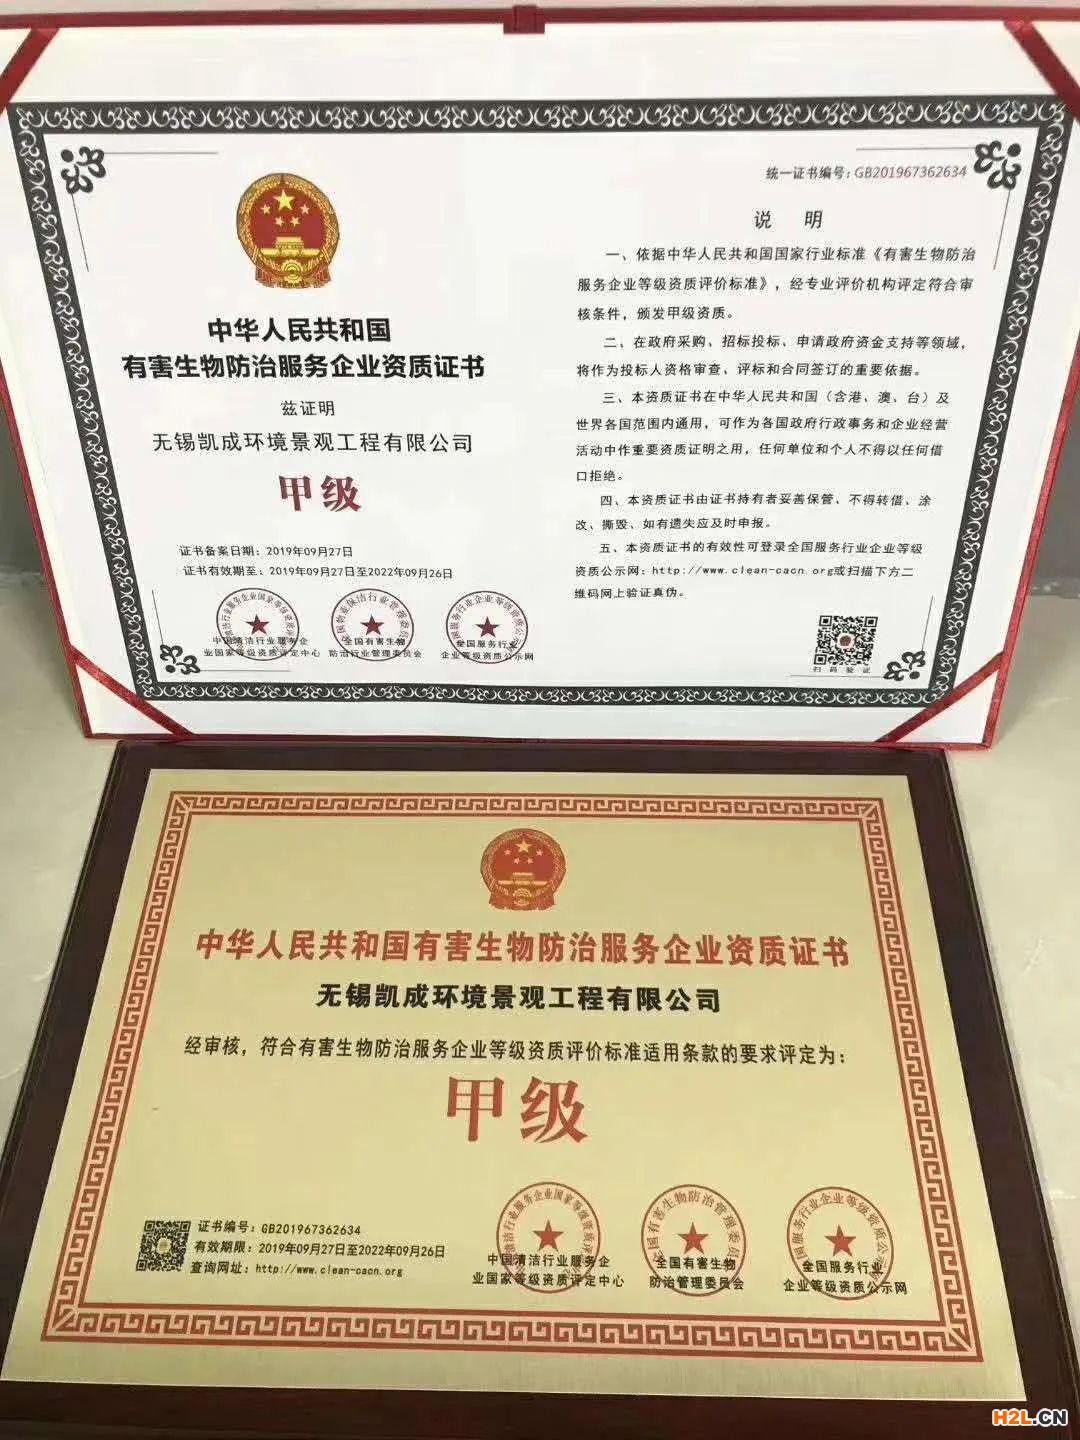 中华人民共和国
有害生物防治服务企业资质证书
兹证明
无锡凯成环境景观工程有限公司
甲级
证书备案日期：2019年09月27日
证书有效期至：2019年09月27日至2022年09月26日
中国清洁行业服务企
业国家等级资质评定中心
全国有害生物
防治行业管理委员会
全国服务行业
企业等级资质公示网
统一证书编号：GB201967362634
说 明
一、依据中华人民共和国国家行业标准《有害生物防治
服务企业等级资质评价标准》，经专业评价机构评定符合审
核条件，颁发甲级资质。
二、在政府采购、招标投标、申请政府资金支持等领域，
将作为投标人资格审查、评标和合同签订的重要依据。
三、本资质证书在中华人民共和国（含港、澳、台）及
世界各国范围内通用，可作为各国政府行政事务和企业经营
活动中作重要资质证明之用，任何单位和个人不得以任何借
口拒绝。
四、本资质证书由证书持有者妥善保管、不得转借、涂
改、撕毁、如有遗失应及时申报。
五、本资质证书的有效性可登录全国服务行业企业等级
资质公示网：http://www.clean-cacn.org或扫描下方二
维码网上验证真伪。
扫码验证
中华人民共和国有害生物防治服务企业资质证书
无锡凯成环境景观工程有限公司
经审核，符合有害生物防治服务企业等级资质评价标准适用条款的要求评定为：
甲级
证书编号：GB201967362634
有效期限：2019年09月27日至2022年09月26日
查询网址：http://www.clean-cacn.org
中国清洁行业服务企
业国家等级资质评定中心
全国有害生物
防治管理委员会
全国服务行业
企业等级资质公示网
H2L.CN